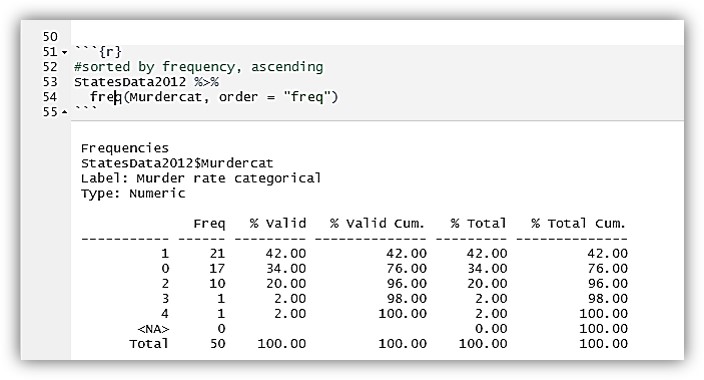 50
51 ```{r}
52 #sorted by frequency, ascending
53 StatesData2012 %>%
54 freq(Murdercat, order = "freq")
55 ```
Frequencies
StatesData2012$Murdercat
Label: Murder rate categorical
Type: Numeric
Freq % Valid % Valid Cum. % Total % Total Cum.
----------- ------ --------- -------------- --------- --------------
1 21 42.00 42.00 42.00 42.00
0 17 34.00 76.00 34.00 76.00
2 10 20.00 96.00 20.00 96.00
3 1 2.00 98.00 2.00 98.00
4 1 2.00 100.00 2.00 100.00
<NA> 0 0.00 100.00
Total 50 100.00 100.00 100.00 100.00